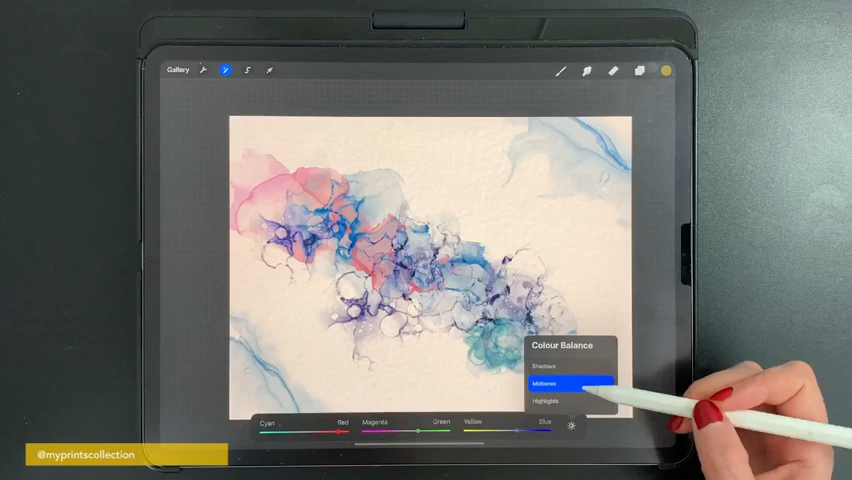 Gallery
Colour Balance
Shadows
Midtones
Highlights
Cyan Red Magenta Green Yellow Blue
@myprintscollection